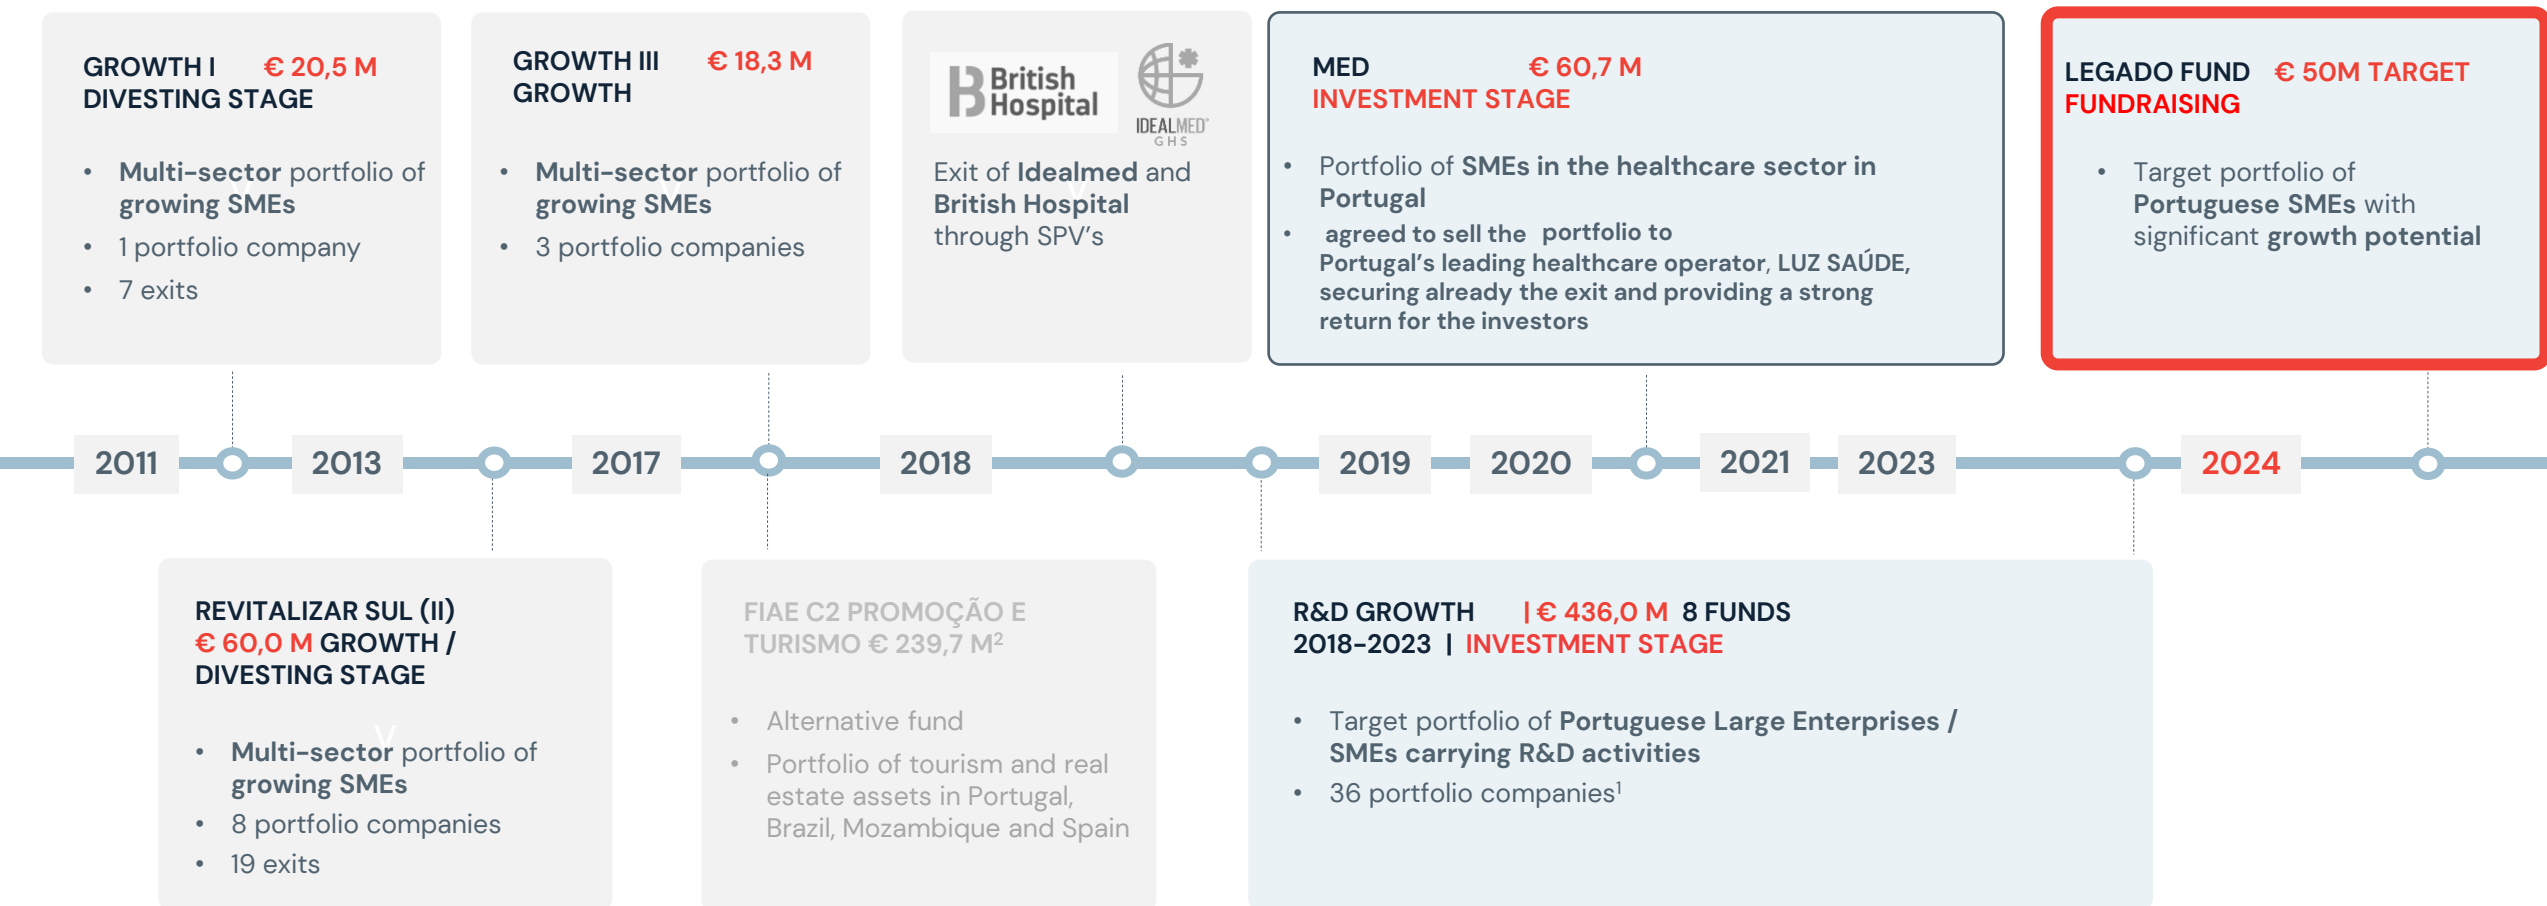 GROWTH I € 20,5 M
DIVESTING STAGE
• Multi-sector portfolio of
growing SMEs
• 1 portfolio company
• 7 exits
GROWTH III € 18,3 M
GROWTH
• Multi-sector portfolio of
growing SMEs
• 3 portfolio companies
British
Hospital
IDEALMED
GHS
Exit of Idealmed and
British Hospital
through SPV's
MED € 60,7 M
INVESTMENT STAGE
• Portfolio of SMEs in the healthcare sector in
Portugal
• agreed to sell the portfolio to
Portugal's leading healthcare operator, LUZ SAÚDE,
securing already the exit and providing a strong
return for the investors
LEGADO FUND € 50M TARGET
FUNDRAISING
• Target portfolio of
Portuguese SMEs with
significant growth potential
2011
2013
2017
2018
2019
2020
2021
2023
2024
REVITALIZAR SUL (II)
€ 60,0 M GROWTH /
DIVESTING STAGE
• Multi-sector portfolio of
growing SMEs
• 8 portfolio companies
• 19 exits
FIAE C2 PROMOÇÃO E
TURISMO € 239,7 M²
• Alternative fund
• Portfolio of tourism and real
estate assets in Portugal,
Brazil, Mozambique and Spain
R&D GROWTH | € 436,0 M 8 FUNDS
2018-2023 | INVESTMENT STAGE
• Target portfolio of Portuguese Large Enterprises /
SMEs carrying R&D activities
• 36 portfolio companies¹